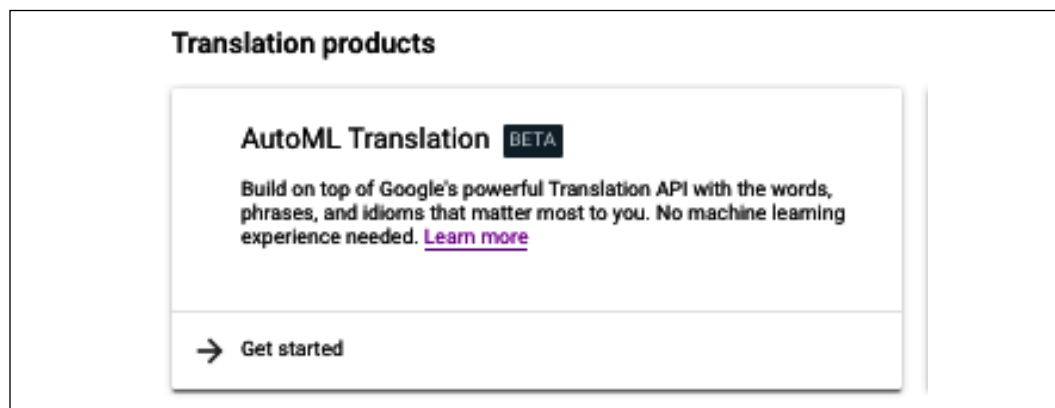 Translation products
AutoML Translation BETA
Build on top of Google's powerful Translation API with the words,
phrases, and idioms that matter most to you. No machine learning
experience needed. Learn more
Get started